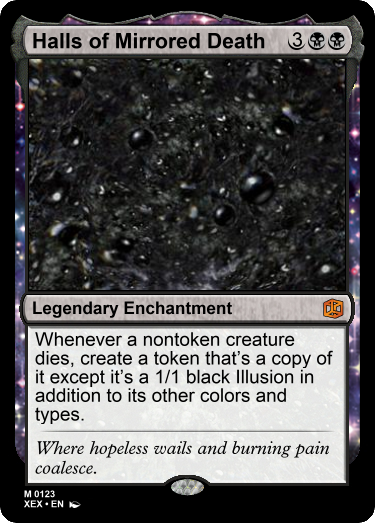 Halls of Mirrored Death 3
Legendary Enchantment
Whenever a nontoken creature
dies, create a token that's a copy of
it except it's a 1/1 black Illusion in
addition to its other colors and
types.
Where hopeless wails and burning pain
coalesce.
M 0123
XEX • EN